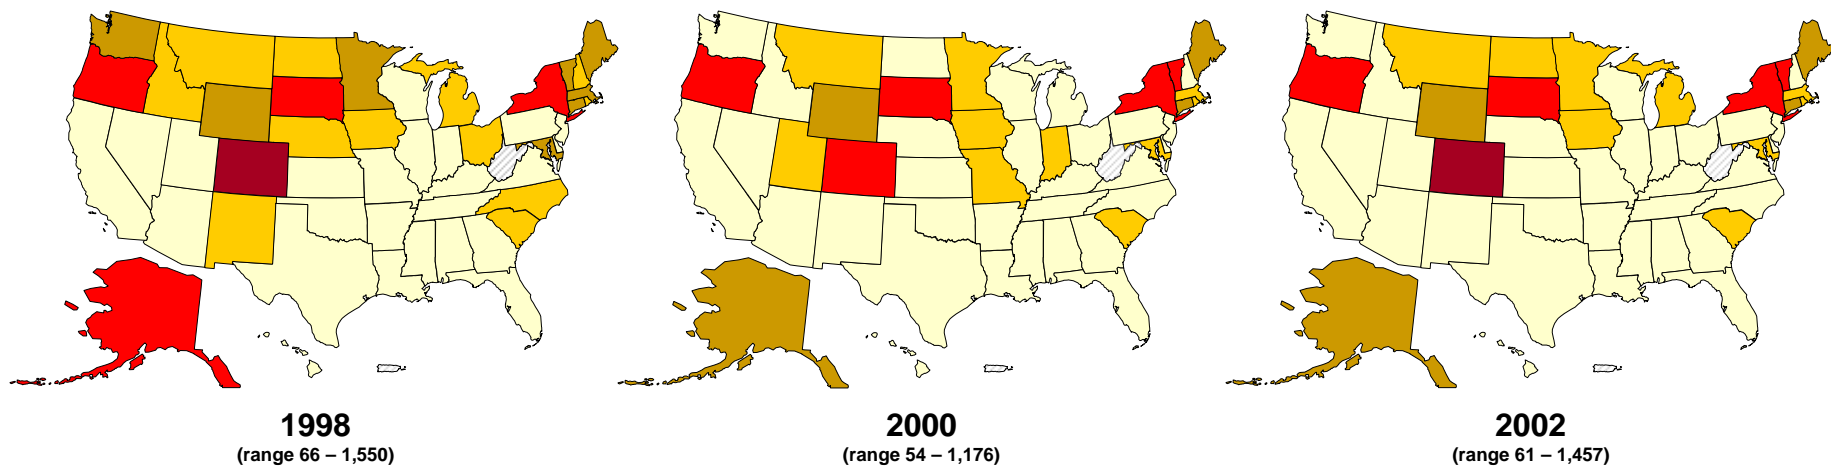 1998
(range 66 – 1,550)
2000
(range 54 – 1,176)
2002
(range 61 – 1,457)